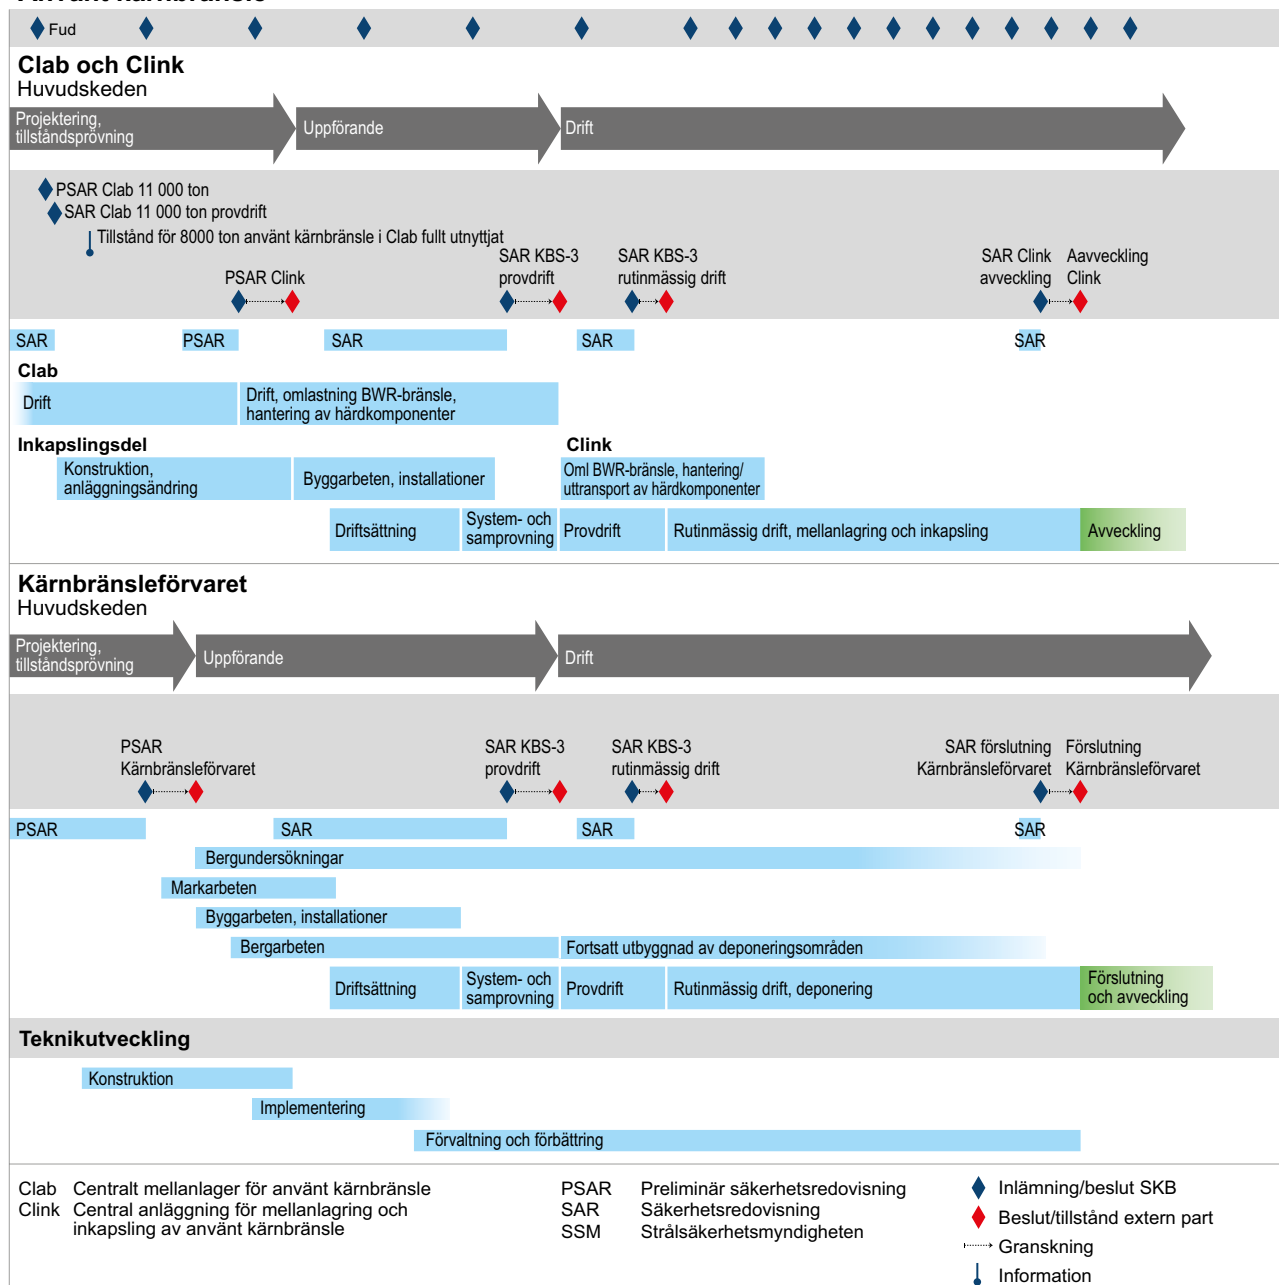 Använt kärnbränsle
Fud
Clab och Clink
Huvudskeden
Projektering,
tillståndsprövning
Uppförande
Drift
PSAR Clab 11 000 ton
SAR Clab 11 000 ton provdrift
Tillstånd för 8000 ton använt kärnbränsle i Clab fullt utnyttjat
PSAR Clink
SAR KBS-3
provdrift
SAR KBS-3
rutinmässig drift
SAR Clink
avveckling
Aavveckling
Clink
SAR
PSAR
SAR
SAR
SAR
Clab
Drift
Drift, omlastning BWR-bränsle,
hantering av härdkomponenter
Inkapslingsdel
Clink
Konstruktion,
anläggningsändring
Byggarbeten, installationer
Oml BWR-bränsle, hantering/
uttransport av härdkomponenter
Driftsättning
System- och
samprovning
Provdrift
Rutinmässig drift, mellanlagring och inkapsling
Avveckling
Kärnbränsleförvaret
Huvudskeden
Projektering,
tillståndsprövning
Uppförande
Drift
PSAR
Kärnbränsleförvaret
SAR KBS-3
provdrift
SAR KBS-3
rutinmässig drift
SAR förslutning
Kärnbränsleförvaret
Förslutning
Kärnbränsleförvaret
PSAR
SAR
SAR
SAR
Bergundersökningar
Markarbeten
Byggarbeten, installationer
Bergarbeten
Fortsatt utbyggnad av deponeringsområden
Driftsättning
System- och
samprovning
Provdrift
Rutinmässig drift, deponering
Förslutning
och avveckling
Teknikutveckling
Konstruktion
Implementering
Förvaltning och förbättring
Clab Centralt mellanlager för använt kärnbränsle
Clink Central anläggning för mellanlagring och
inkapsling av använt kärnbränsle
PSAR Preliminär säkerhetsredovisning
SAR Säkerhetsredovisning
SSM Strålsäkerhetsmyndigheten
Inlämning/beslut SKB
Beslut/tillstånd extern part
Granskning
Information